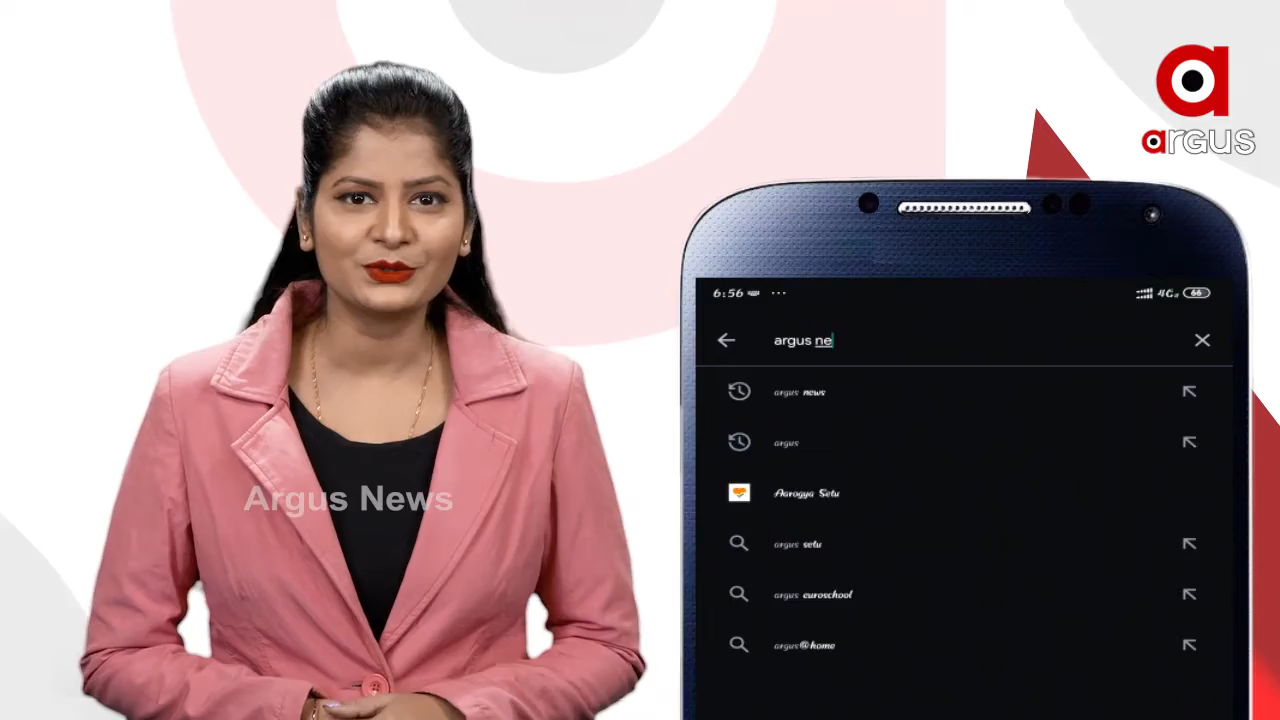 argus
Argus News
6:56
4G
66
argus ne
argus news
argus
Aarogya Setu
argus setu
argus euroschool
argus@home